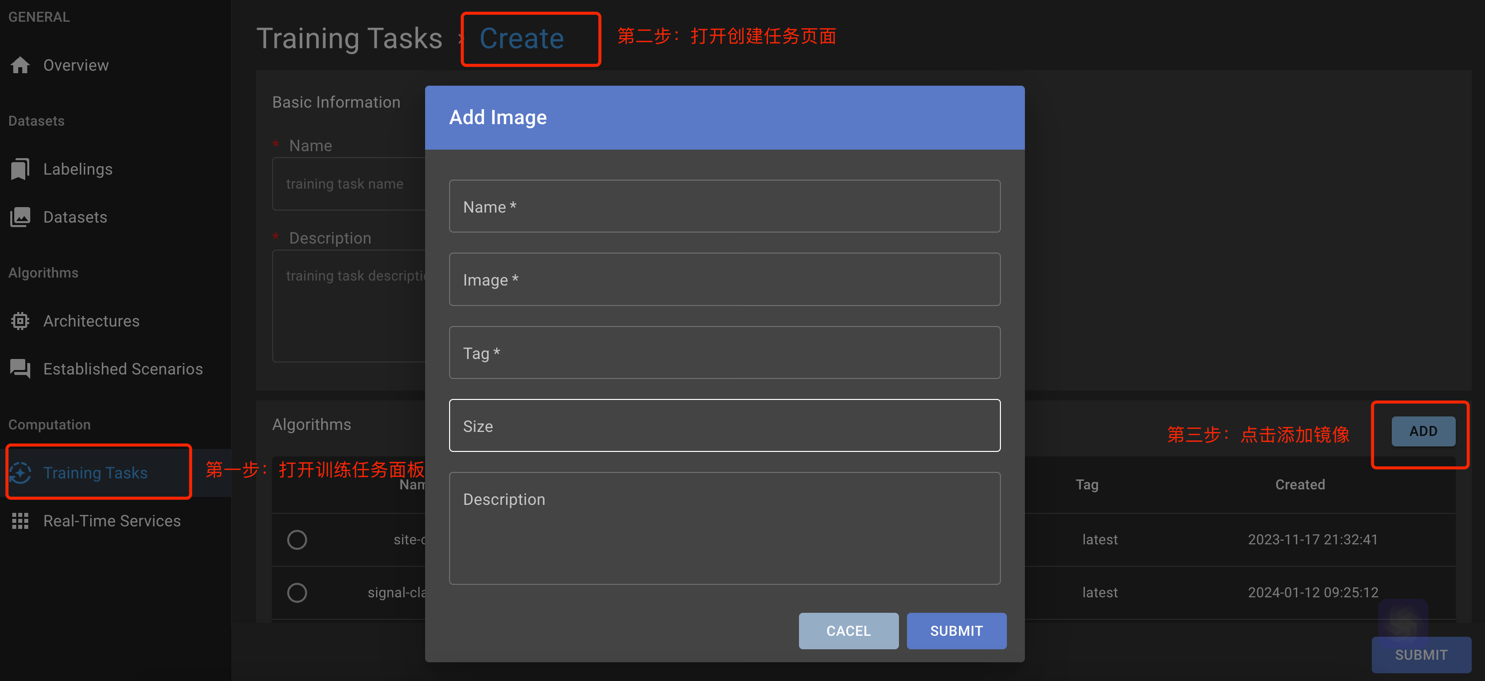 GENERAL
Overview
Datasets
Labelings
Datasets
Algorithms
Architectures
Established Scenarios
Computation
Training Tasks
第一步：打开训练任务面板
Real-Time Services
Training Tasks › Create
第二步：打开创建任务页面
Basic Information
* Name
training task name
* Description
training task descripti
Add Image
Name *
Image *
Tag *
Size
Description
CACEL
SUBMIT
Algorithms
第三步：点击添加镜像
ADD
Nam
Tag
Created
site-c
latest
2023-11-17 21:32:41
signal-cla
latest
2024-01-12 09:25:12
SUBMIT